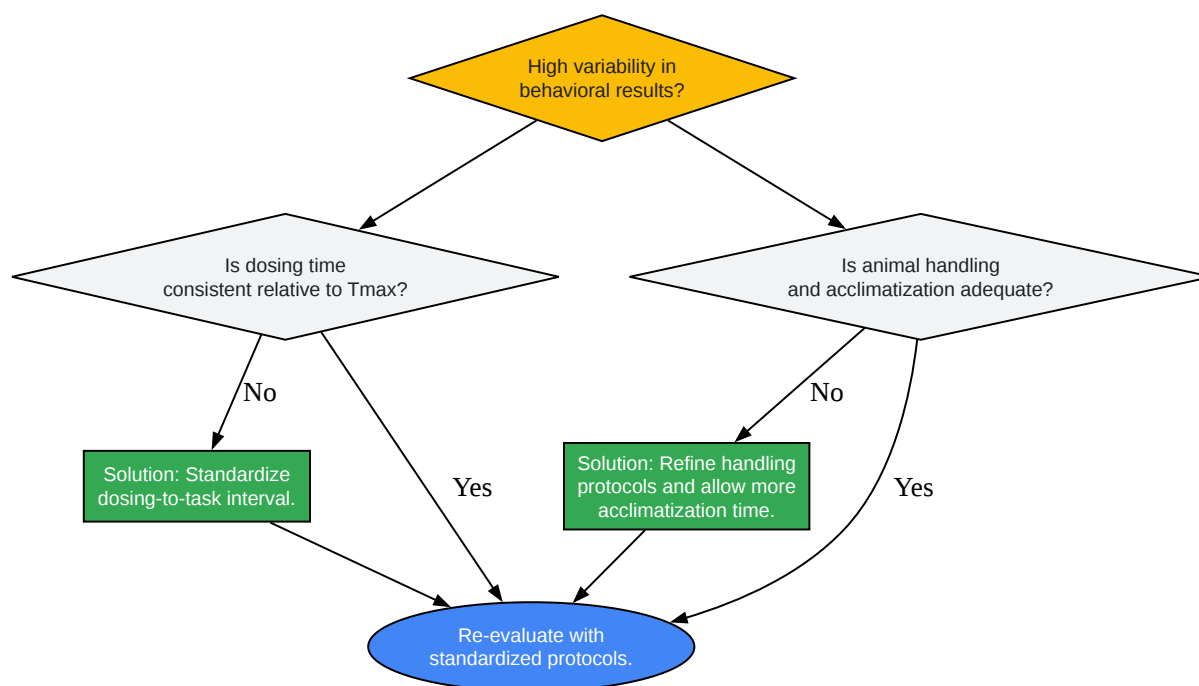 High variability in
behavioral results?
Is dosing time
consistent relative to Tmax?
Is animal handling
and acclimatization adequate?
No
No
Solution: Standardize
dosing-to-task interval.
Yes
Solution: Refine handling
protocols and allow more
acclimatization time.
Yes
Re-evaluate with
standardized protocols.